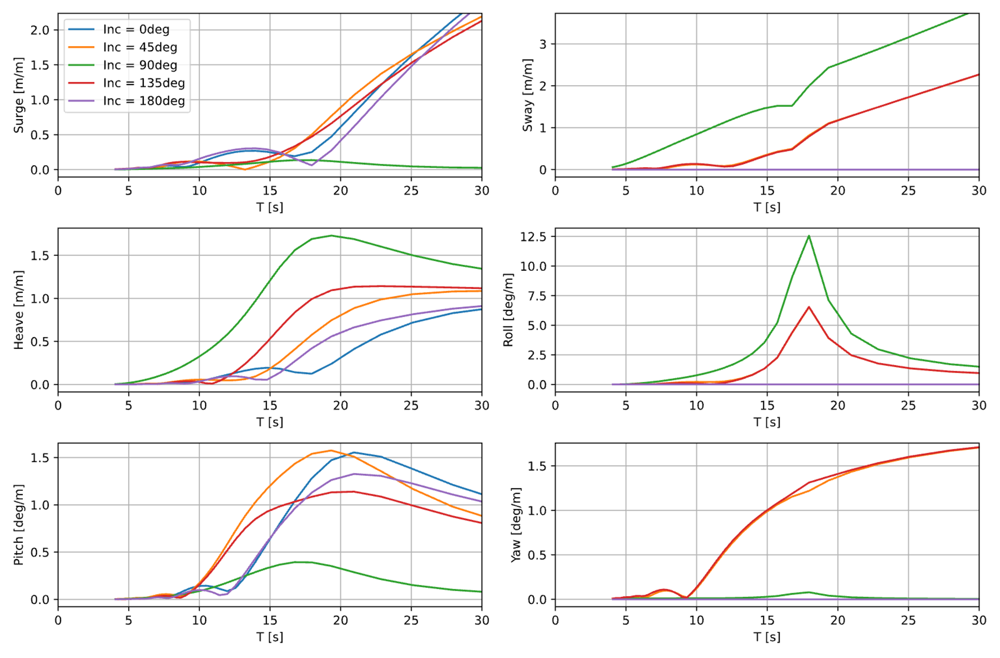 Surge [m/m]
2.0
1.5
1.0
0.5
0.0
Inc = 0deg
Inc = 45deg
Inc = 90deg
Inc = 135deg
Inc = 180deg
0 5 10 15 20 25 30
T [s]
Sway [m/m]
3
2
1
0
0 5 10 15 20 25 30
T [s]
Heave [m/m]
1.5
1.0
0.5
0.0
0 5 10 15 20 25 30
T [s]
Roll [deg/m]
12.5
10.0
7.5
5.0
2.5
0.0
0 5 10 15 20 25 30
T [s]
Pitch [deg/m]
1.5
1.0
0.5
0.0
0 5 10 15 20 25 30
T [s]
Yaw [deg/m]
1.5
1.0
0.5
0.0
0 5 10 15 20 25 30
T [s]